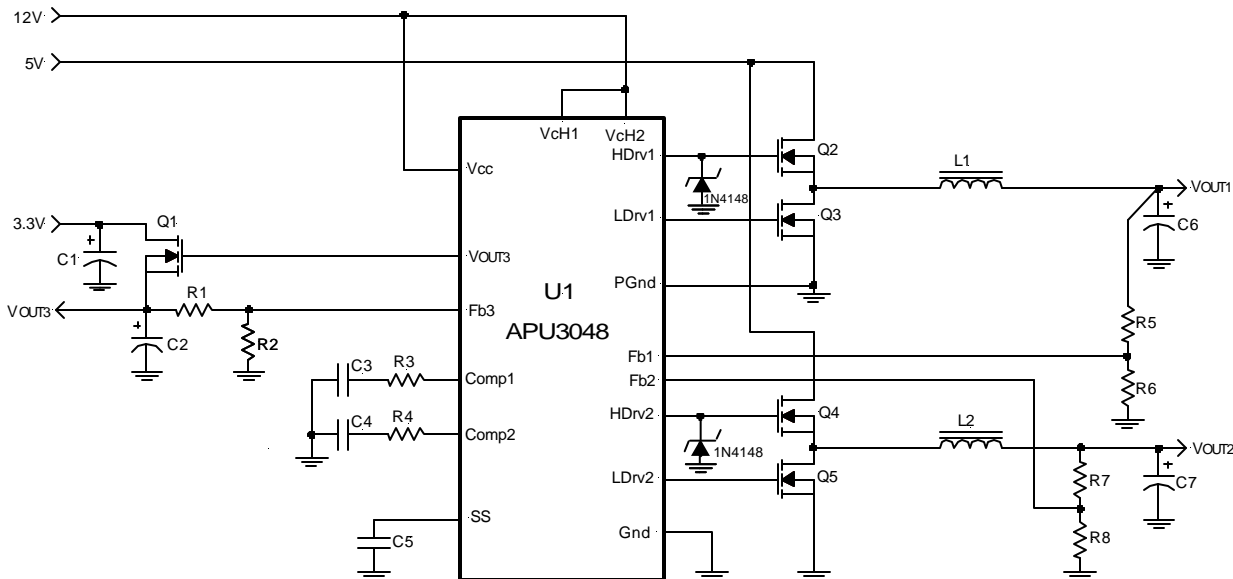 12V
5V
VcH1
VcH2
HDrv1
Q2
L1
Vcc
1N4148
VOUT1
3.3V
Q1
LDrv1
Q3
C6
C1
VOUT3
PGnd
U1
VOUT3
R1
Fb3
APU3048
R5
C2
R2
Fb1
C3
R3
Comp1
Fb2
R6
C4
R4
Comp2
HDrv2
Q4
L2
1N4148
VOUT2
LDrv2
Q5
R7
C7
SS
C5
Gnd
R8